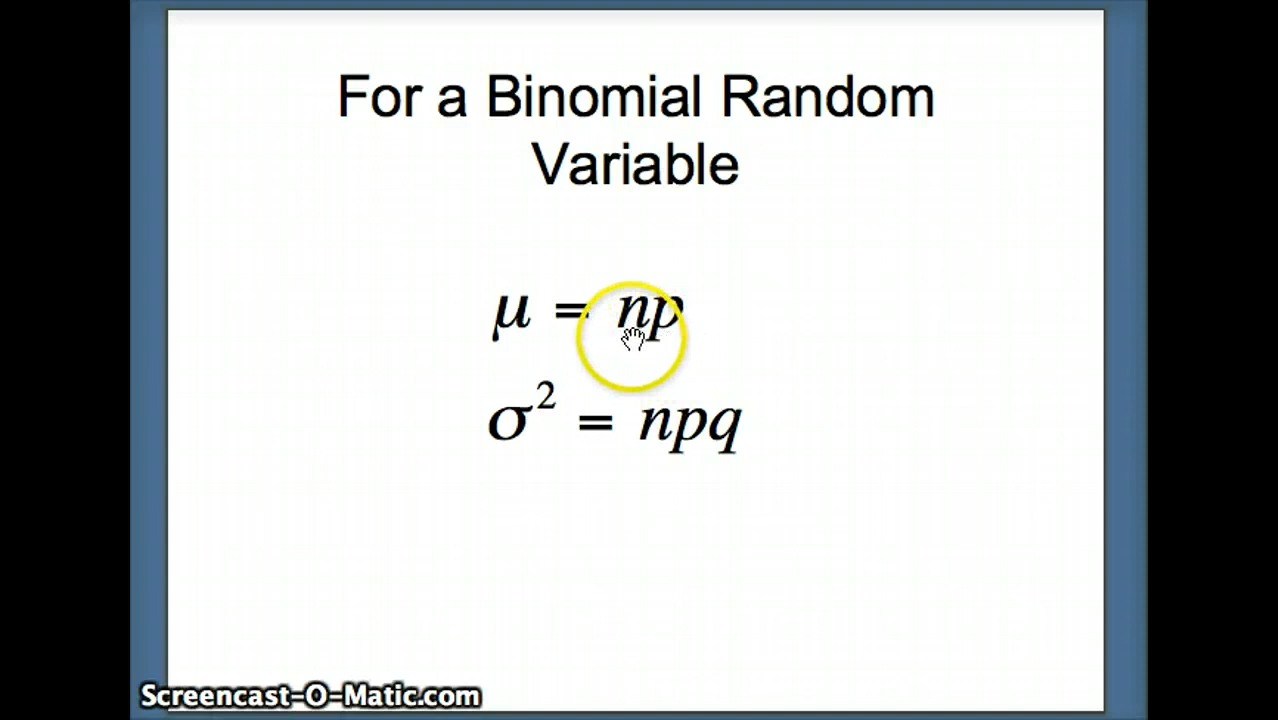 For a Binomial Random
Variable
μ = np
σ² = npq
Screencast-O-Matic.com